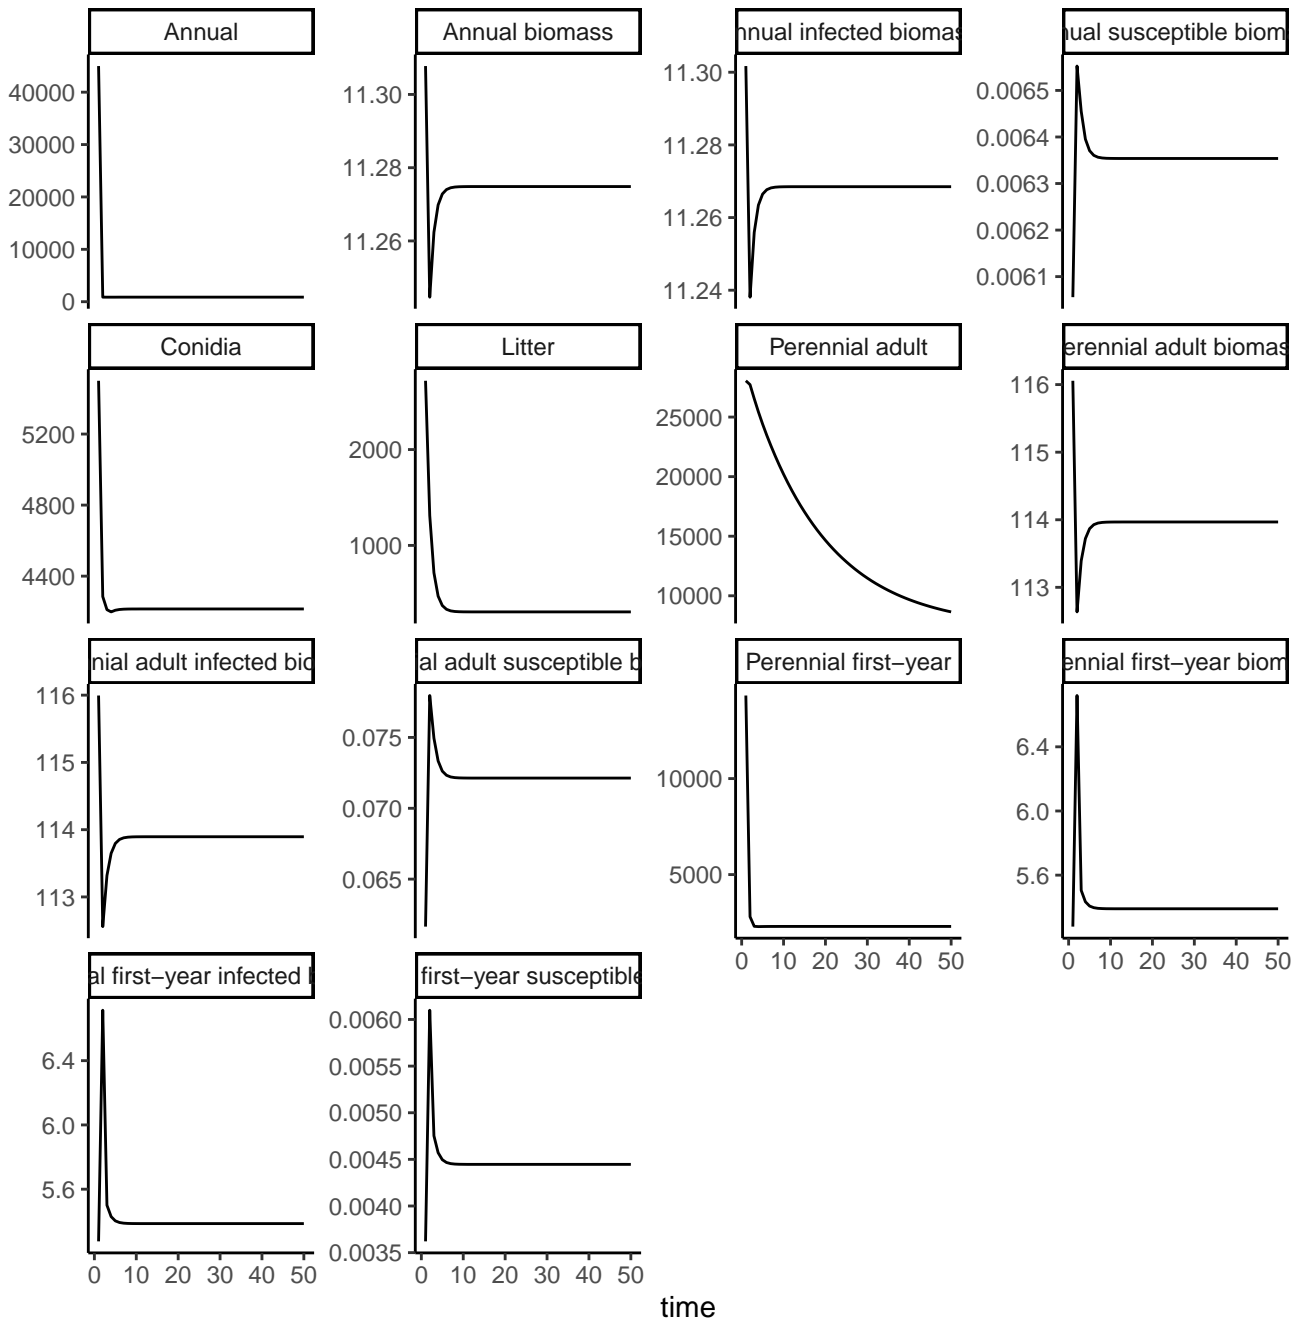 Annual
Annual biomass
nnual infected biomas
nual susceptible biom
40000
30000
20000
10000
0
11.30
11.28
11.26
11.30
11.28
11.26
11.24
0.0065
0.0064
0.0063
0.0062
0.0061
Conidia
Litter
Perennial adult
erennial adult biomas
5200
4800
4400
2000
1000
25000
20000
15000
10000
116
115
114
113
nial adult infected bio
al adult susceptible b
Perennial first−year
ennial first−year biom
116
115
114
113
0.075
0.070
0.065
10000
5000
0 10 20 30 40 50
6.4
6.0
5.6
0 10 20 30 40 50
al first−year infected b
first−year susceptible
6.4
6.0
5.6
0 10 20 30 40 50
0.0060
0.0055
0.0050
0.0045
0.0040
0.0035
0 10 20 30 40 50
time